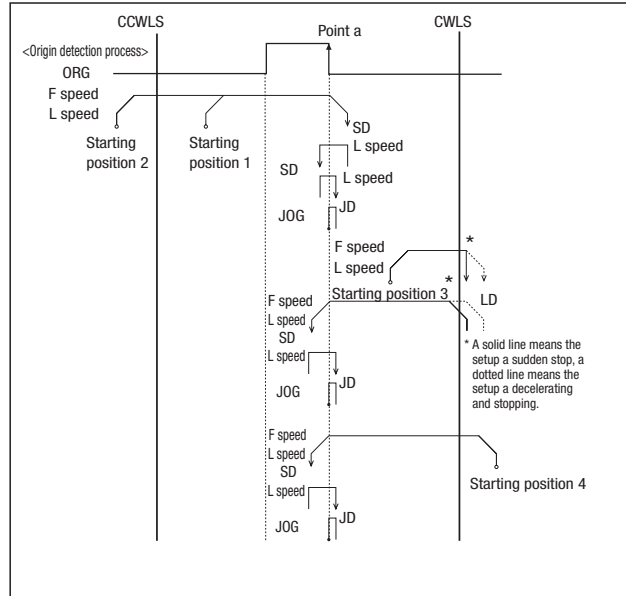 CCWLS
CWLS
Point a
<Origin detection process>
ORG
F speed
L speed
Starting position 2
Starting position 1
SD
L speed
SD
L speed
JD
JOG
F speed
L speed
*
*
Starting position 3
LD
F speed
L speed
SD
L speed
JD
JOG
* A solid line means the
setup a sudden stop, a
dotted line means the
setup a decelerating
and stopping.
F speed
L speed
SD
Starting position 4
L speed
JD
JOG